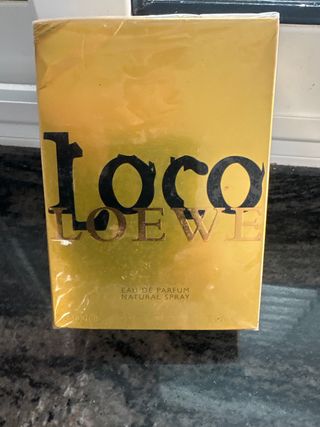 Loco
LOEWE
EAU DE PARFUM
NATURAL SPRAY